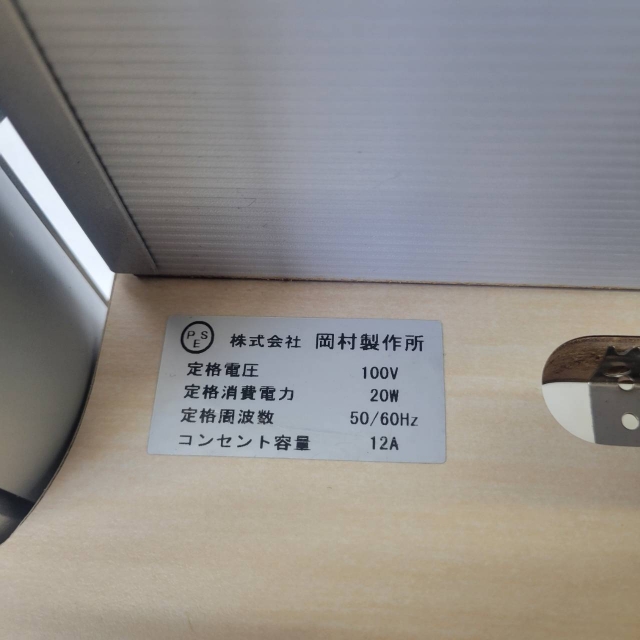 PSE 株式会社 岡村製作所
定格電圧 100V
定格消費電力 20W
定格周波数 50/60Hz
コンセント容量 12A